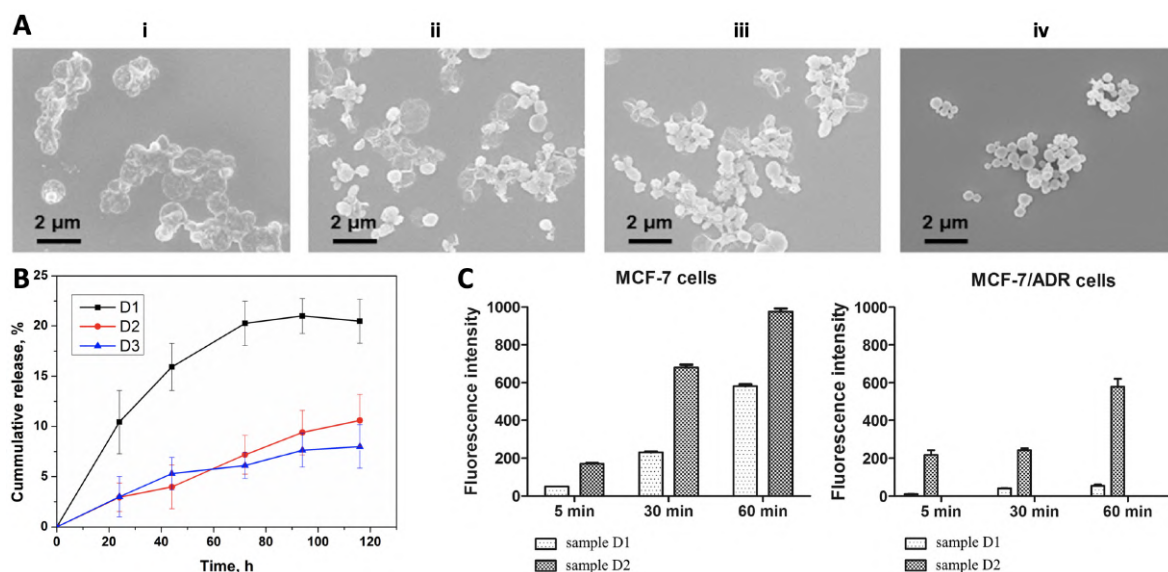 A
i
ii
iii
iv
2 µm
2 µm
2 µm
2 µm
B
25
20
15
10
5
0
Cummulative release, %
D1
D2
D3
0
20
40
60
80
100
120
Time, h
C
MCF-7 cells
1000
800
600
400
200
0
Fluorescence intensity
5 min
30 min
60 min
sample D1
sample D2
MCF-7/ADR cells
1000
800
600
400
200
0
Fluorescence intensity
5 min
30 min
60 min
sample D1
sample D2